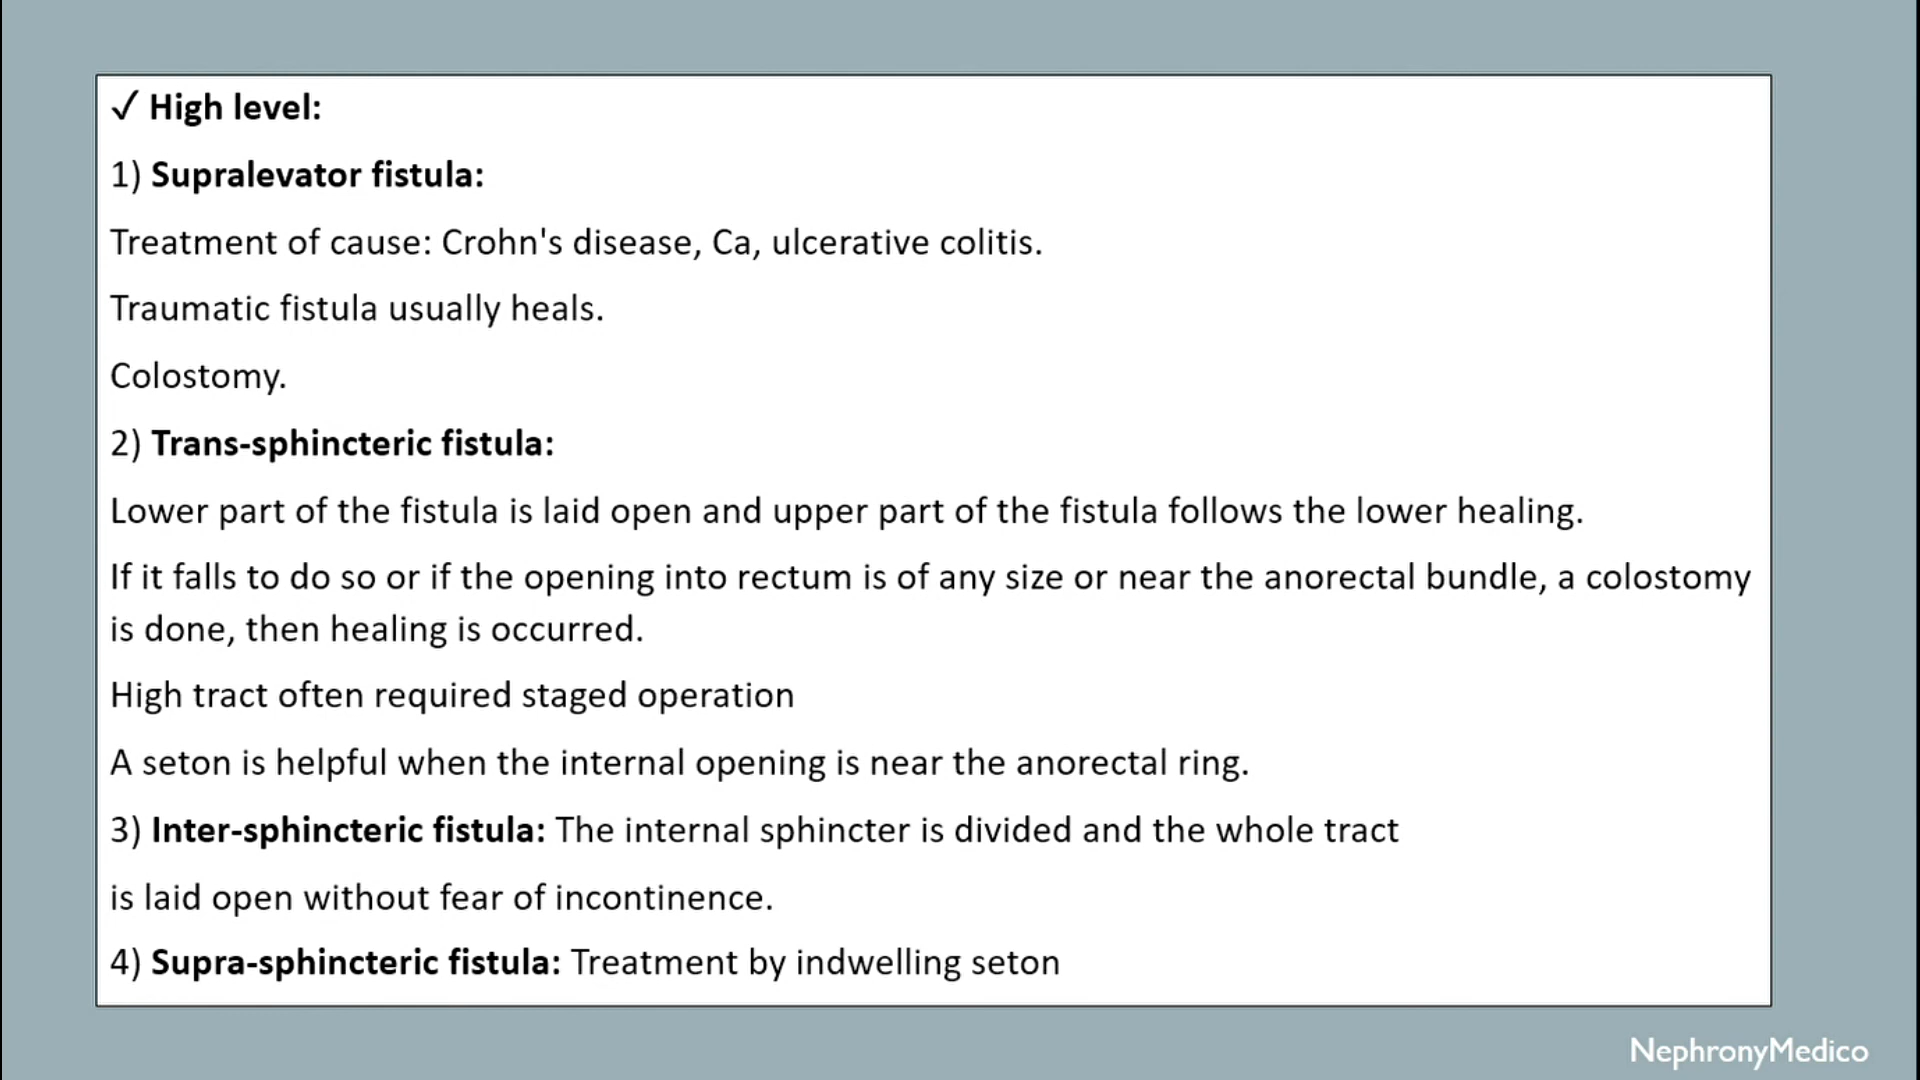 ✓ High level:
1) Supralevator fistula:
Treatment of cause: Crohn's disease, Ca, ulcerative colitis.
Traumatic fistula usually heals.
Colostomy.
2) Trans-sphincteric fistula:
Lower part of the fistula is laid open and upper part of the fistula follows the lower healing.
If it falls to do so or if the opening into rectum is of any size or near the anorectal bundle, a colostomy
is done, then healing is occurred.
High tract often required staged operation
A seton is helpful when the internal opening is near the anorectal ring.
3) Inter-sphincteric fistula: The internal sphincter is divided and the whole tract
is laid open without fear of incontinence.
4) Supra-sphincteric fistula: Treatment by indwelling seton
NephronyMedico